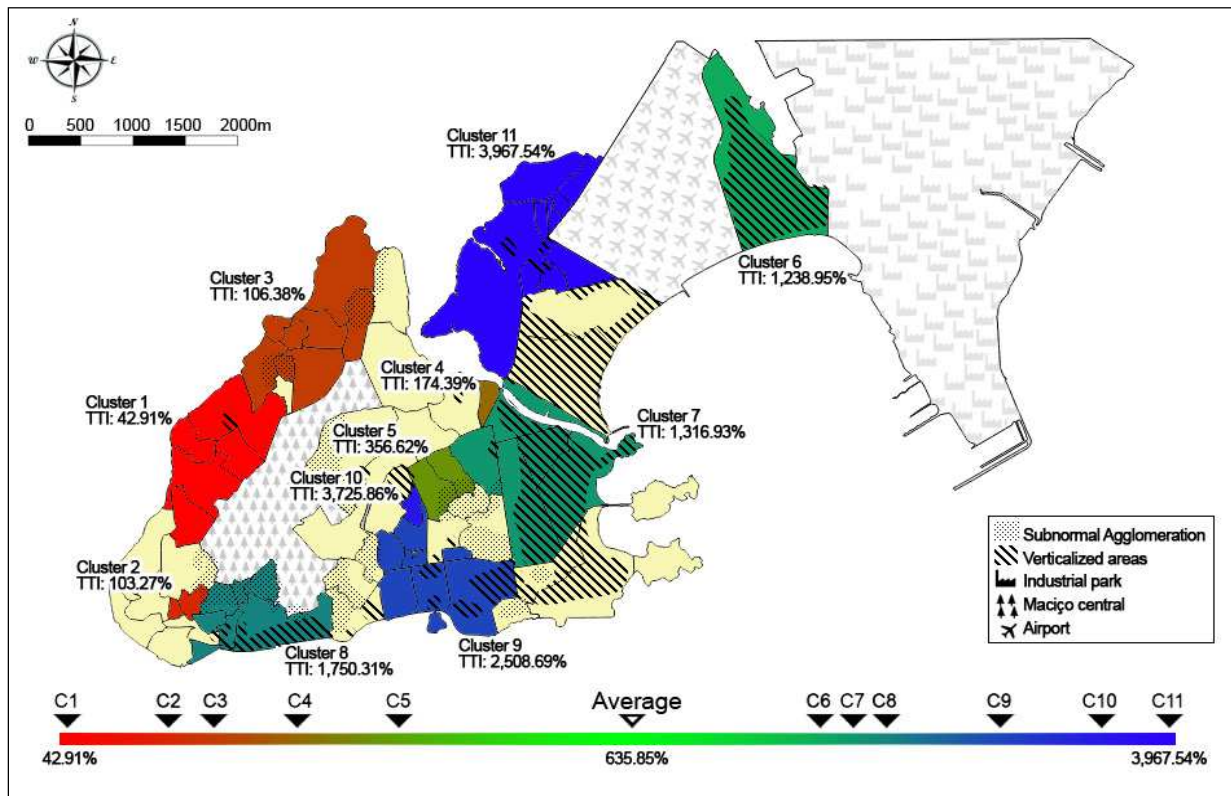 N
W
E
S
0 500 1000 1500 2000m
Cluster 11
TTI: 3,967.54%
Cluster 6
TTI: 1,238.95%
Cluster 3
TTI: 106.38%
Cluster 4
TTI: 174.39%
Cluster 1
TTI: 42.91%
Cluster 7
TTI: 1,316.93%
Cluster 5
TTI: 356.62%
Cluster 10
TTI: 3,725.86%
Cluster 2
TTI: 103.27%
Cluster 9
TTI: 2,508.69%
Cluster 8
TTI: 1,750.31%
Subnormal Agglomeration
Verticalized areas
Industrial park
Maciço central
Airport
C1 C2 C3 C4 C5 Average C6 C7 C8 C9 C10 C11
42.91% 635.85% 3,967.54%